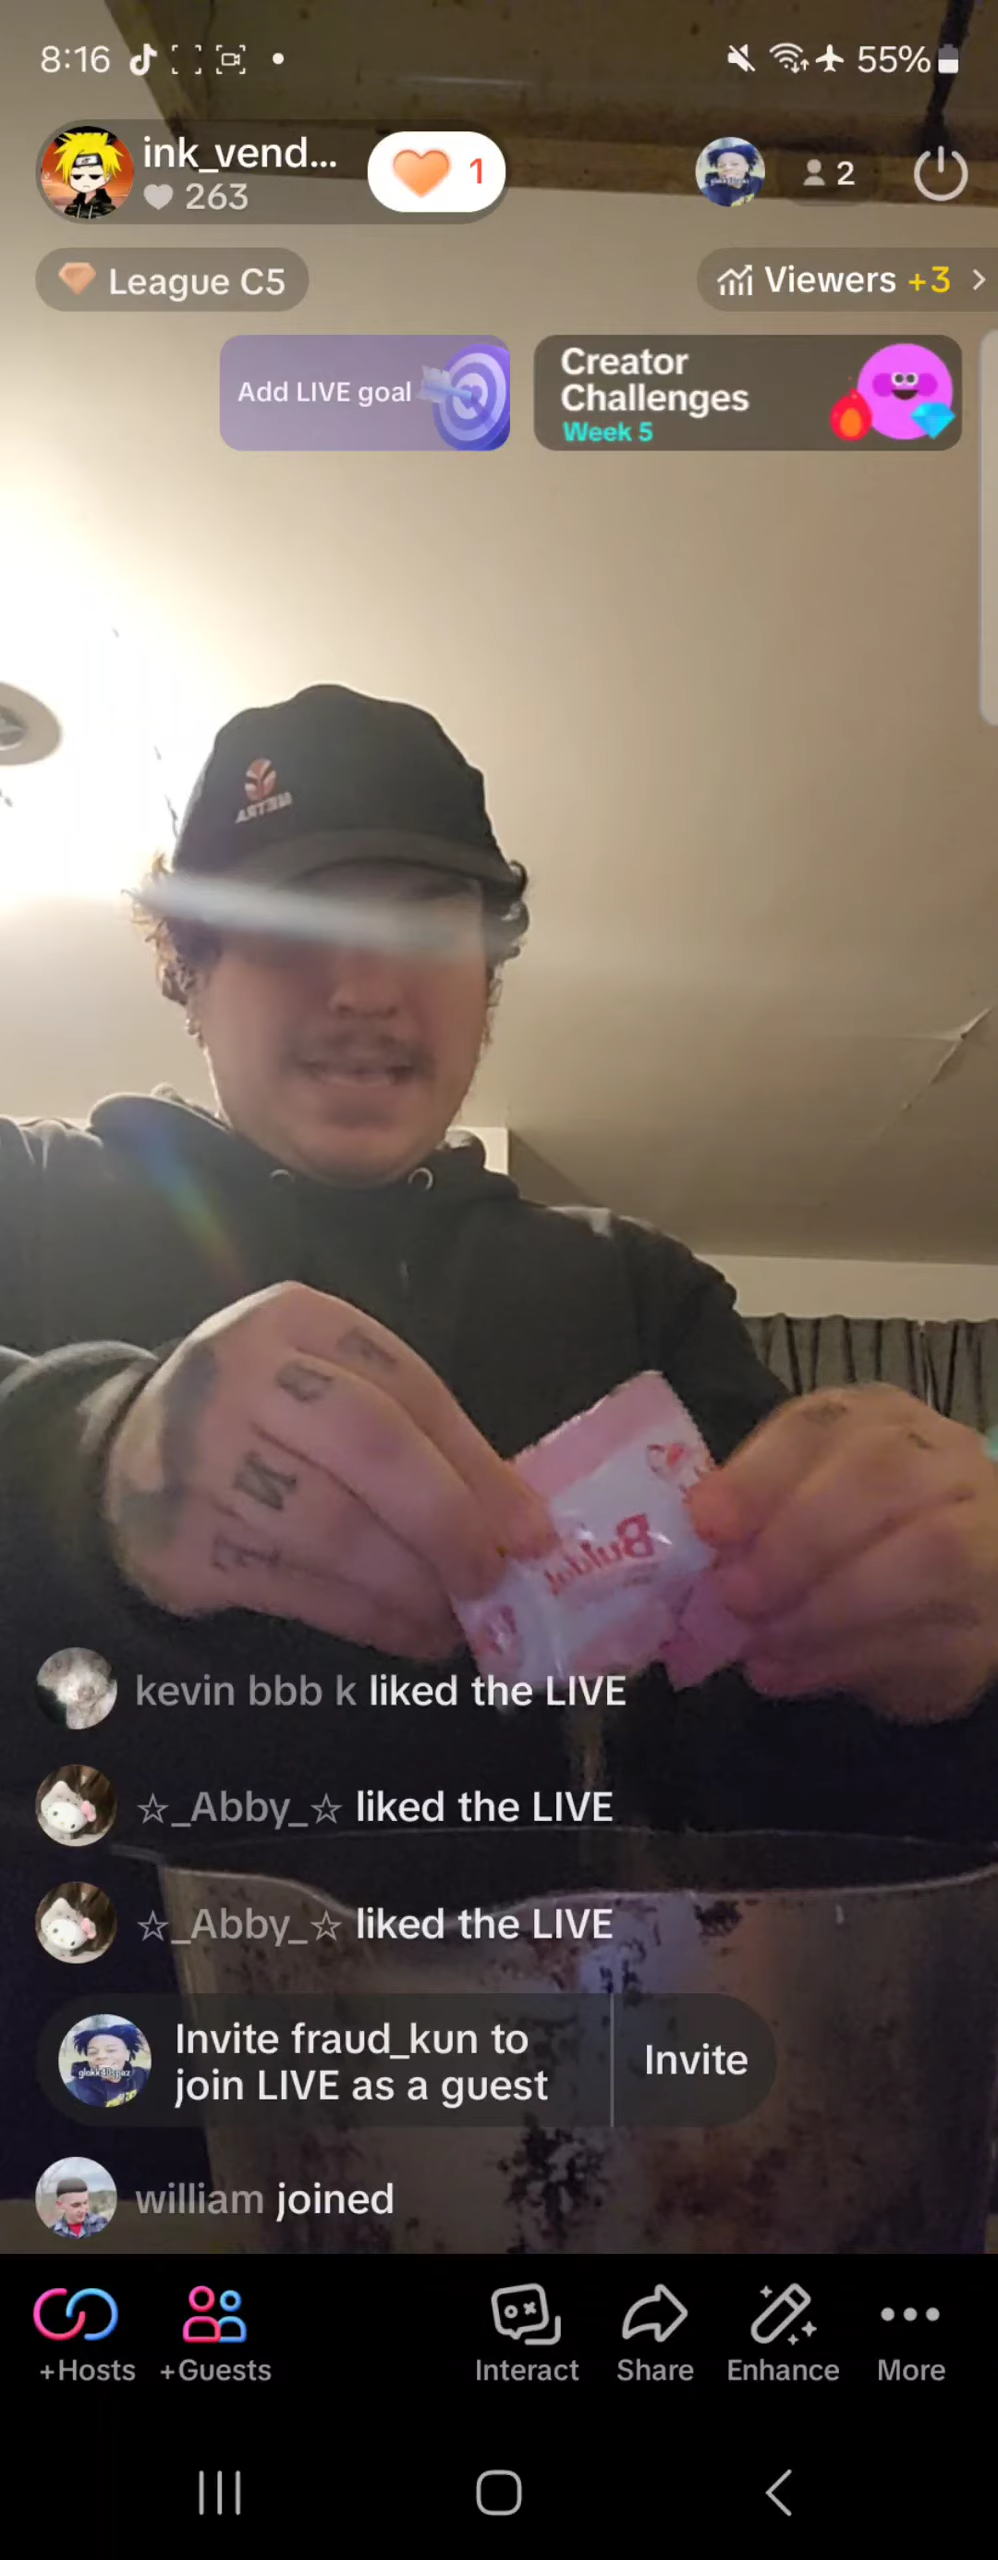 8:16
55%
ink_vend...
263
1
2
League C5
Viewers +3
Add LIVE goal
Creator
Challenges
Week 5
kevin bbb k liked the LIVE
☆_Abby_☆ liked the LIVE
☆_Abby_☆ liked the LIVE
Invite fraud_kun to
join LIVE as a guest
Invite
william joined
+Hosts
+Guests
Interact
Share
Enhance
More